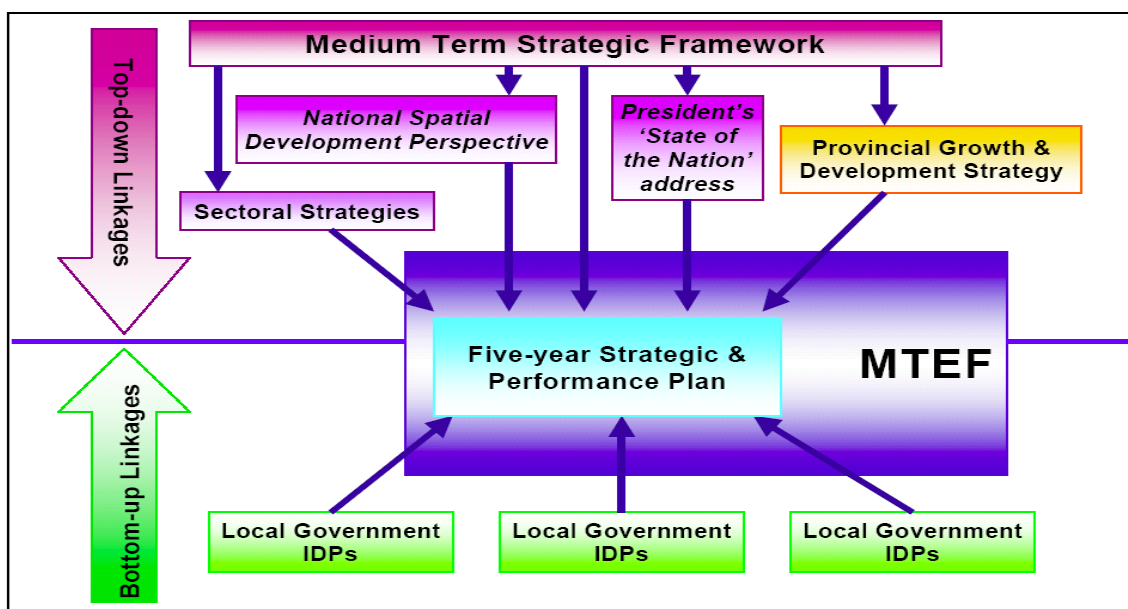 Medium Term Strategic Framework
Top-down Linkages
National Spatial
Development Perspective
President's
'State of
the Nation'
address
Provincial Growth &
Development Strategy
Sectoral Strategies
Five-year Strategic &
Performance Plan
MTEF
Bottom-up Linkages
Local Government
IDPs
Local Government
IDPs
Local Government
IDPs